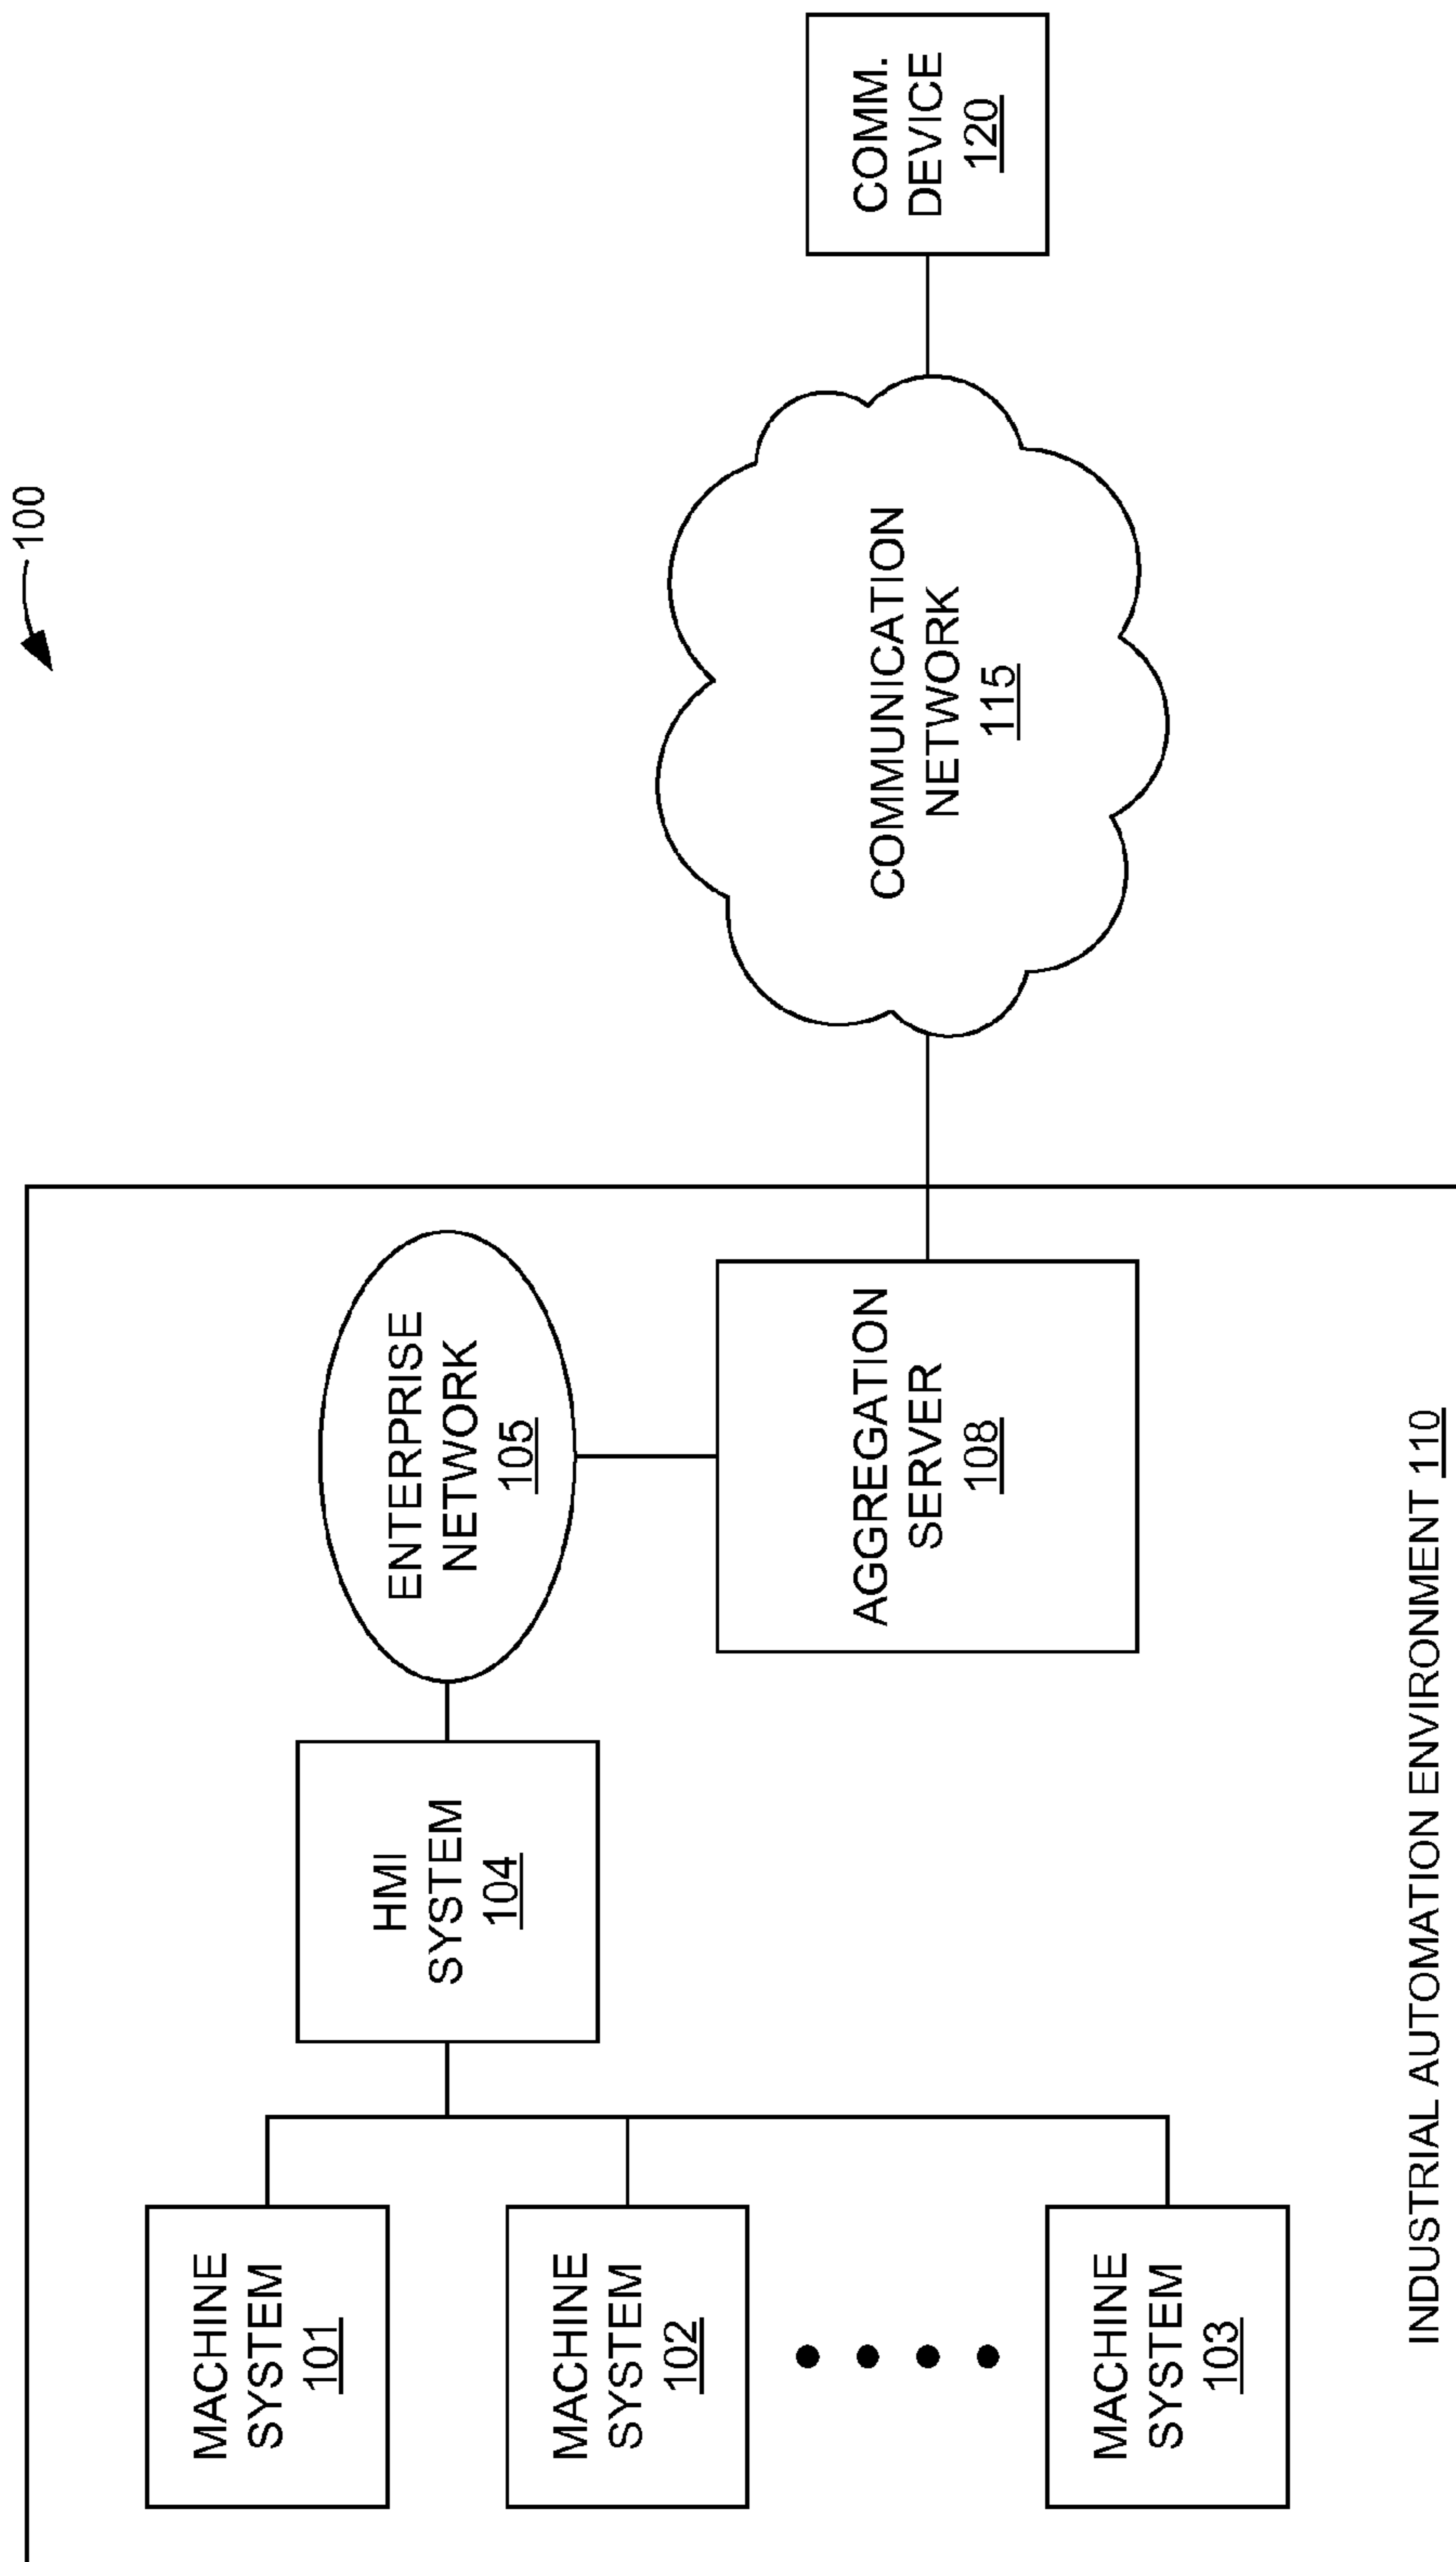 100
MACHINE
SYSTEM
101
MACHINE
SYSTEM
102
MACHINE
SYSTEM
103
HMI
SYSTEM
104
ENTERPRISE
NETWORK
105
AGGREGATION
SERVER
108
COMMUNICATION
NETWORK
115
COMM.
DEVICE
120
INDUSTRIAL AUTOMATION ENVIRONMENT 110